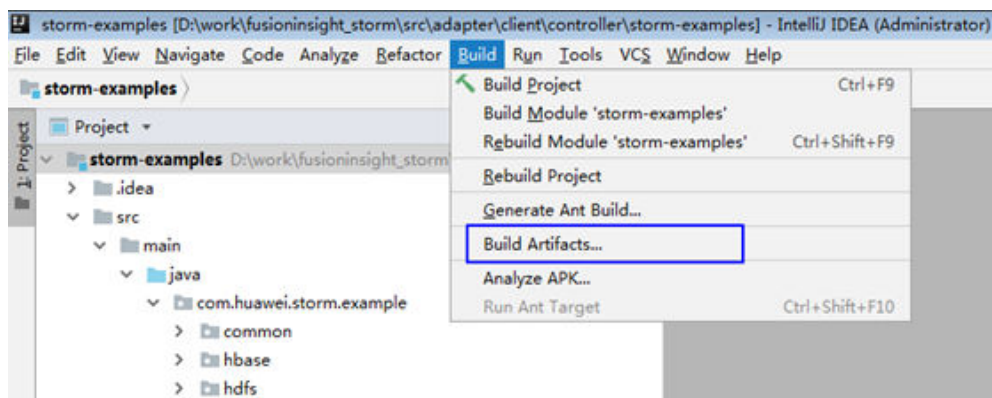 storm-examples [D:\work\fusioninsight_storm\src\adapter\client\controller\storm-examples] - IntelliJ IDEA (Administrator)
File Edit View Navigate Code Analyze Refactor Build Run Tools VCS Window Help
storm-examples
Build Project Ctrl+F9
Build Module 'storm-examples'
Rebuild Module 'storm-examples' Ctrl+Shift+F9
Rebuild Project
Generate Ant Build...
Build Artifacts...
Analyze APK...
Run Ant Target Ctrl+Shift+F10
1: Project
Project
storm-examples D:\work\fusioninsight_storm
.idea
src
main
java
com.huawei.storm.example
common
hbase
hdfs